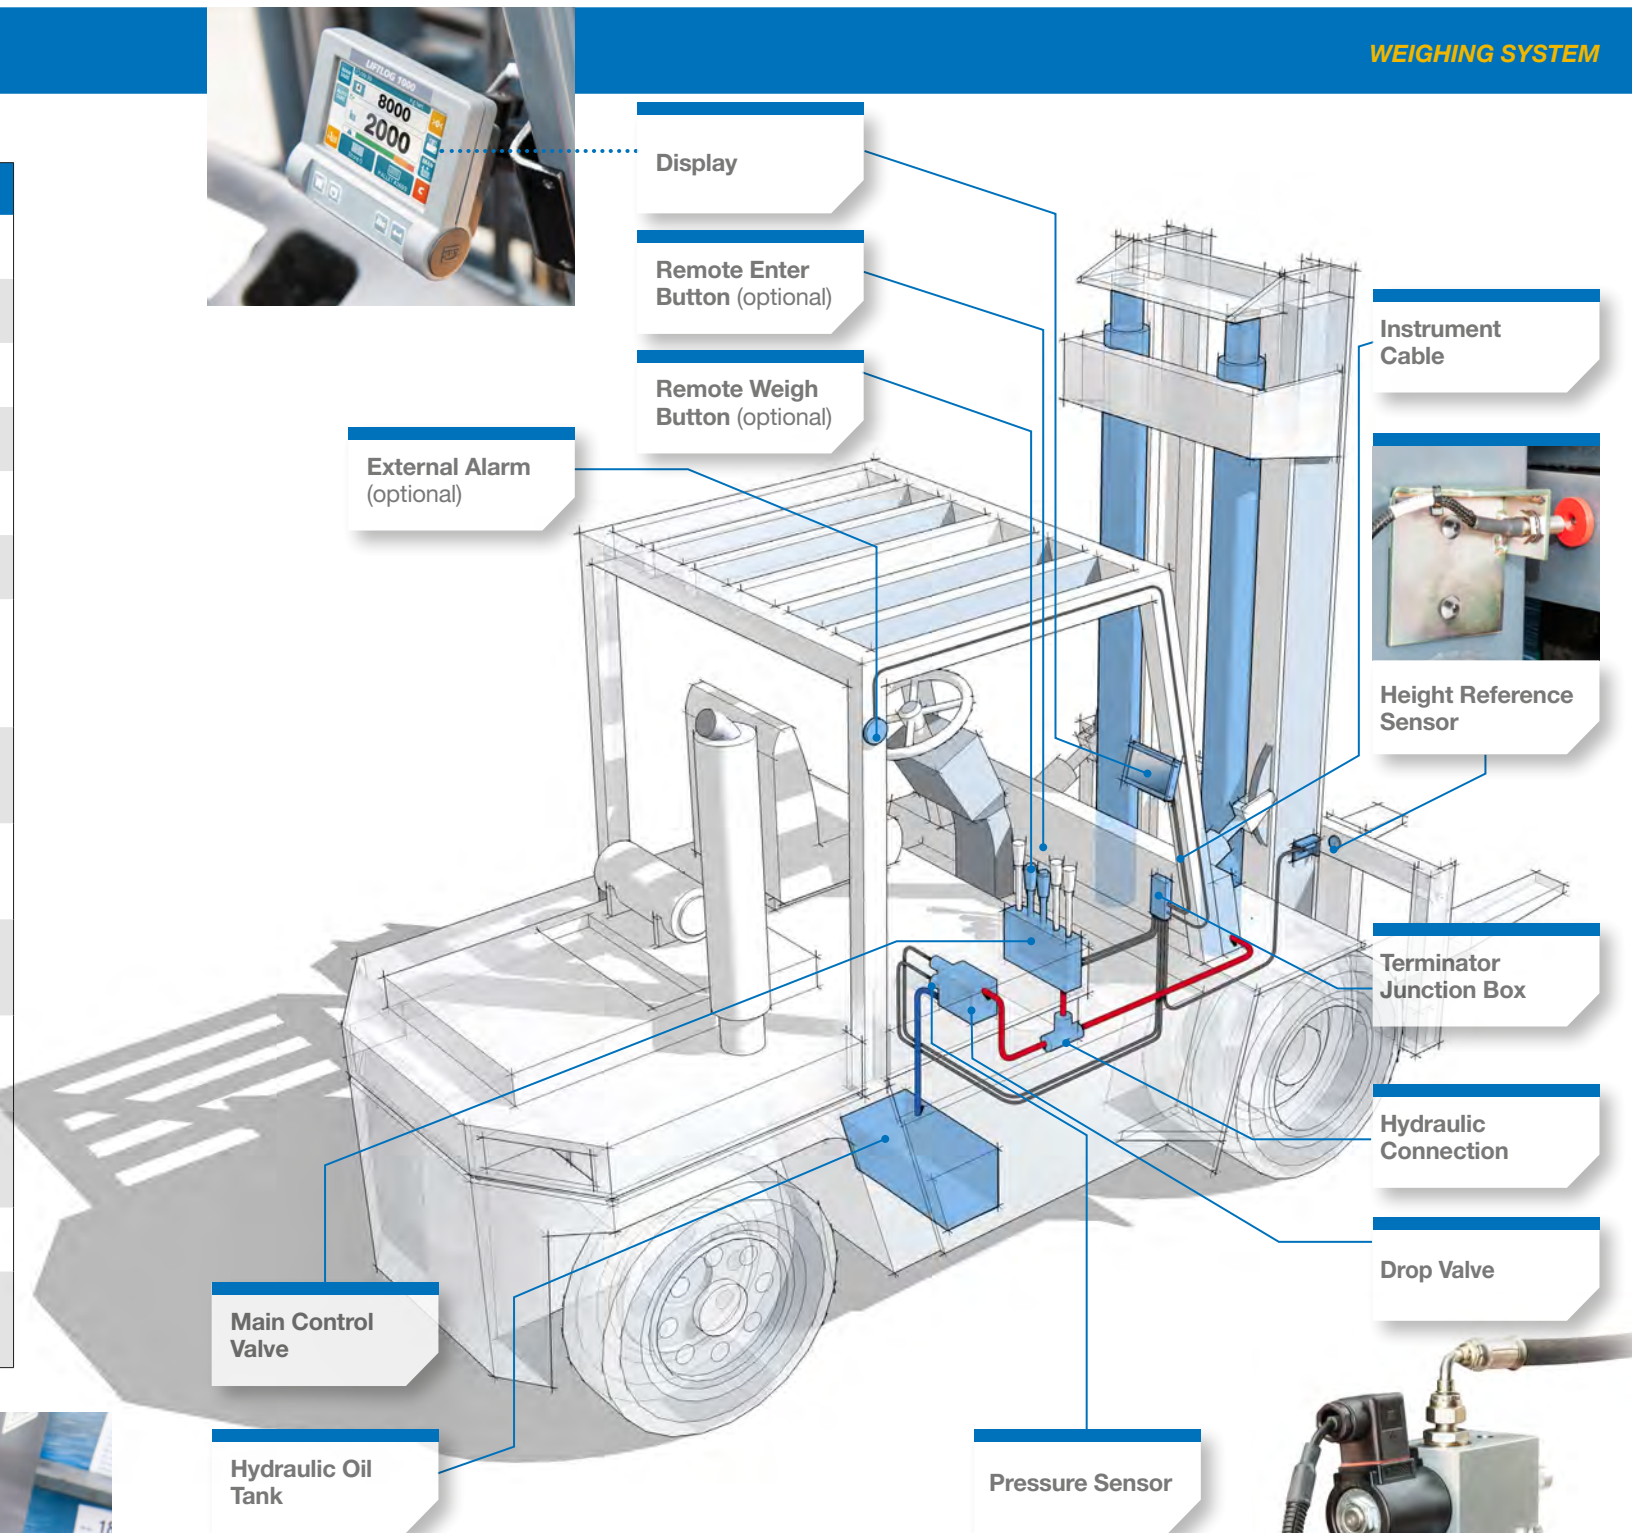 WEIGHING SYSTEM
LIFTLOG 1000
8000
2000
Display
Remote Enter
Button (optional)
Remote Weigh
Button (optional)
External Alarm
(optional)
Instrument
Cable
Height Reference
Sensor
Terminator
Junction Box
Hydraulic
Connection
Drop Valve
Main Control
Valve
Hydraulic Oil
Tank
Pressure Sensor
18